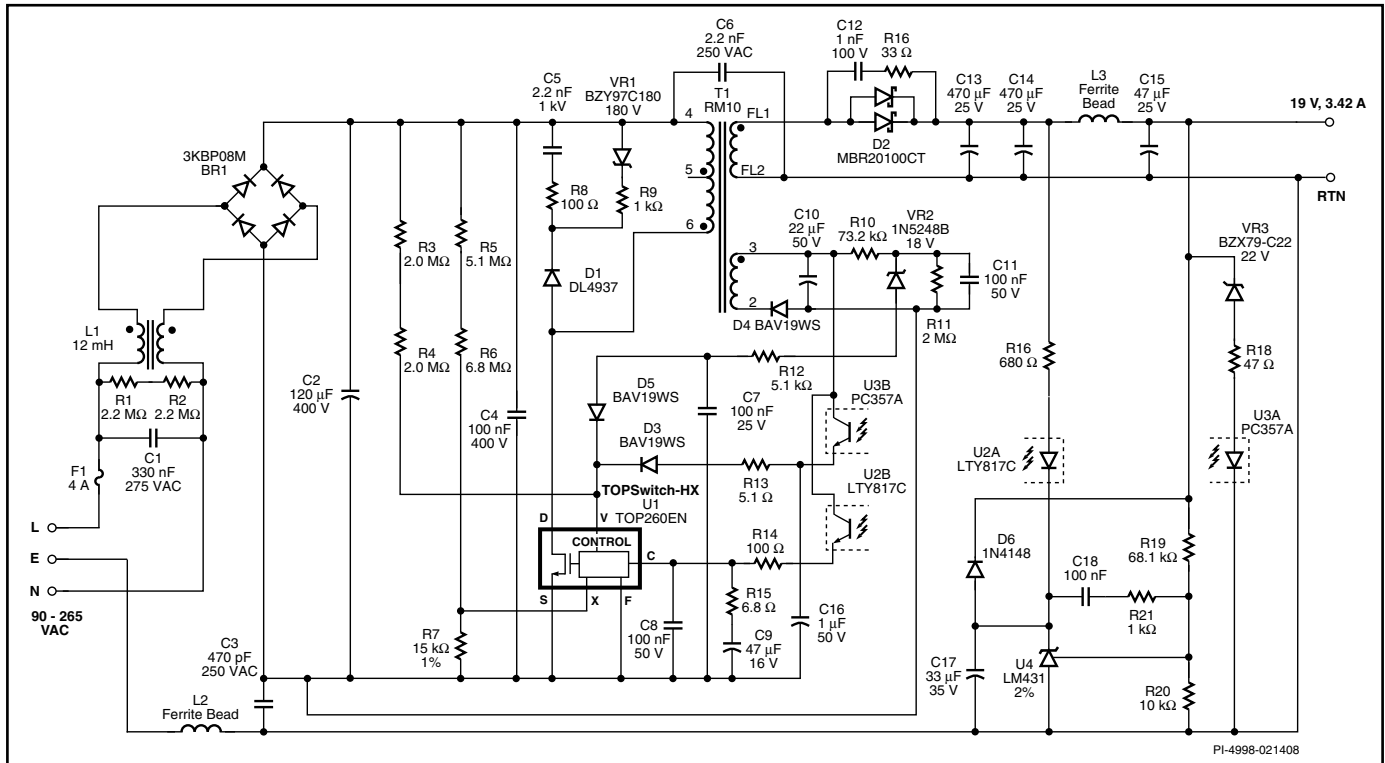 C6
2.2 nF
250 VAC
C12
1 nF
100 V
R16
33 Ω
C5
2.2 nF
1 kV
VR1
BZY97C180
180 V
T1
RM10
4
5
6
FL1
FL2
D2
MBR20100CT
C13
470 µF
25 V
C14
470 µF
25 V
L3
Ferrite
Bead
C15
47 µF
25 V
19 V, 3.42 A
RTN
3KBP08M
BR1
R8
100 Ω
R9
1 kΩ
D1
DL4937
R3
2.0 MΩ
R5
5.1 MΩ
R4
2.0 MΩ
R6
6.8 MΩ
3
2
C10
22 µF
50 V
R10
73.2 kΩ
VR2
1N5248B
18 V
C11
100 nF
50 V
D4 BAV19WS
R11
2 MΩ
VR3
BZX79-C22
22 V
L1
12 mH
R1
2.2 MΩ
R2
2.2 MΩ
C1
330 nF
275 VAC
F1
4 A
C2
120 µF
400 V
C4
100 nF
400 V
D5
BAV19WS
D3
BAV19WS
R12
5.1 kΩ
C7
100 nF
25 V
R13
5.1 Ω
U3B
PC357A
U2B
LTY817C
R16
680 Ω
U2A
LTY817C
R18
47 Ω
U3A
PC357A
L
E
N
90 - 265
VAC
TOPSwitch-HX
U1
TOP260EN
D
V
CONTROL
C
S
X
F
R14
100 Ω
R15
6.8 Ω
C8
100 nF
50 V
C9
47 µF
16 V
C16
1 µF
50 V
R7
15 kΩ
1%
C3
470 pF
250 VAC
L2
Ferrite Bead
D6
1N4148
C18
100 nF
R19
68.1 kΩ
R21
1 kΩ
C17
33 µF
35 V
U4
LM431
2%
R20
10 kΩ
PI-4998-021408